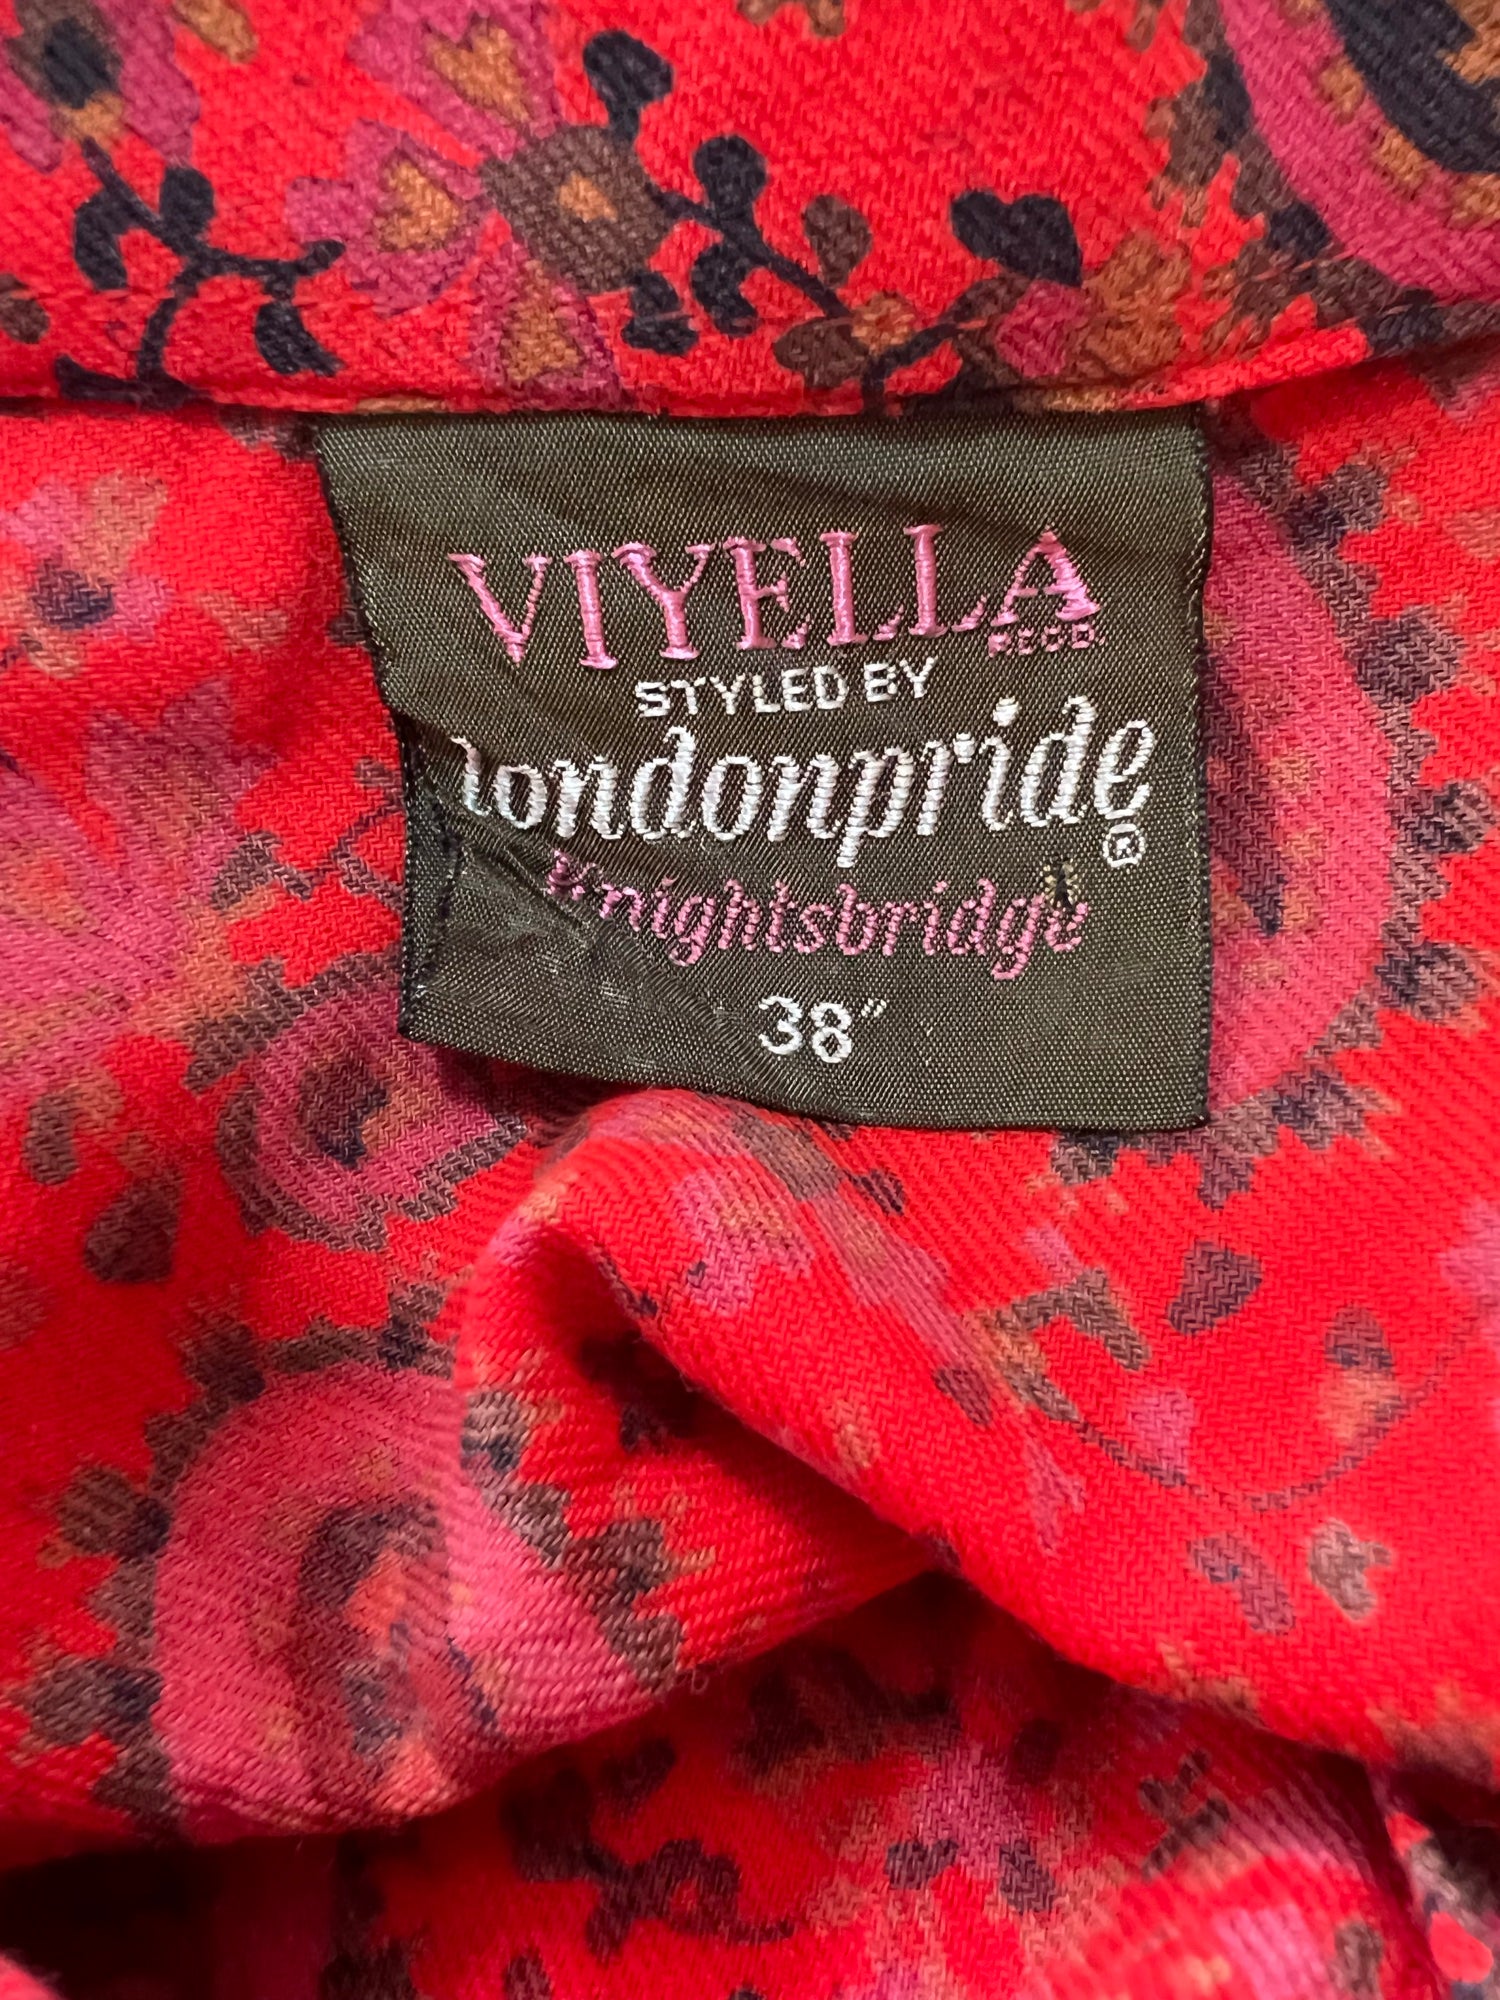 VIYELLA
REGD.
STYLED BY
londonpride
®
Knightsbridge
38"